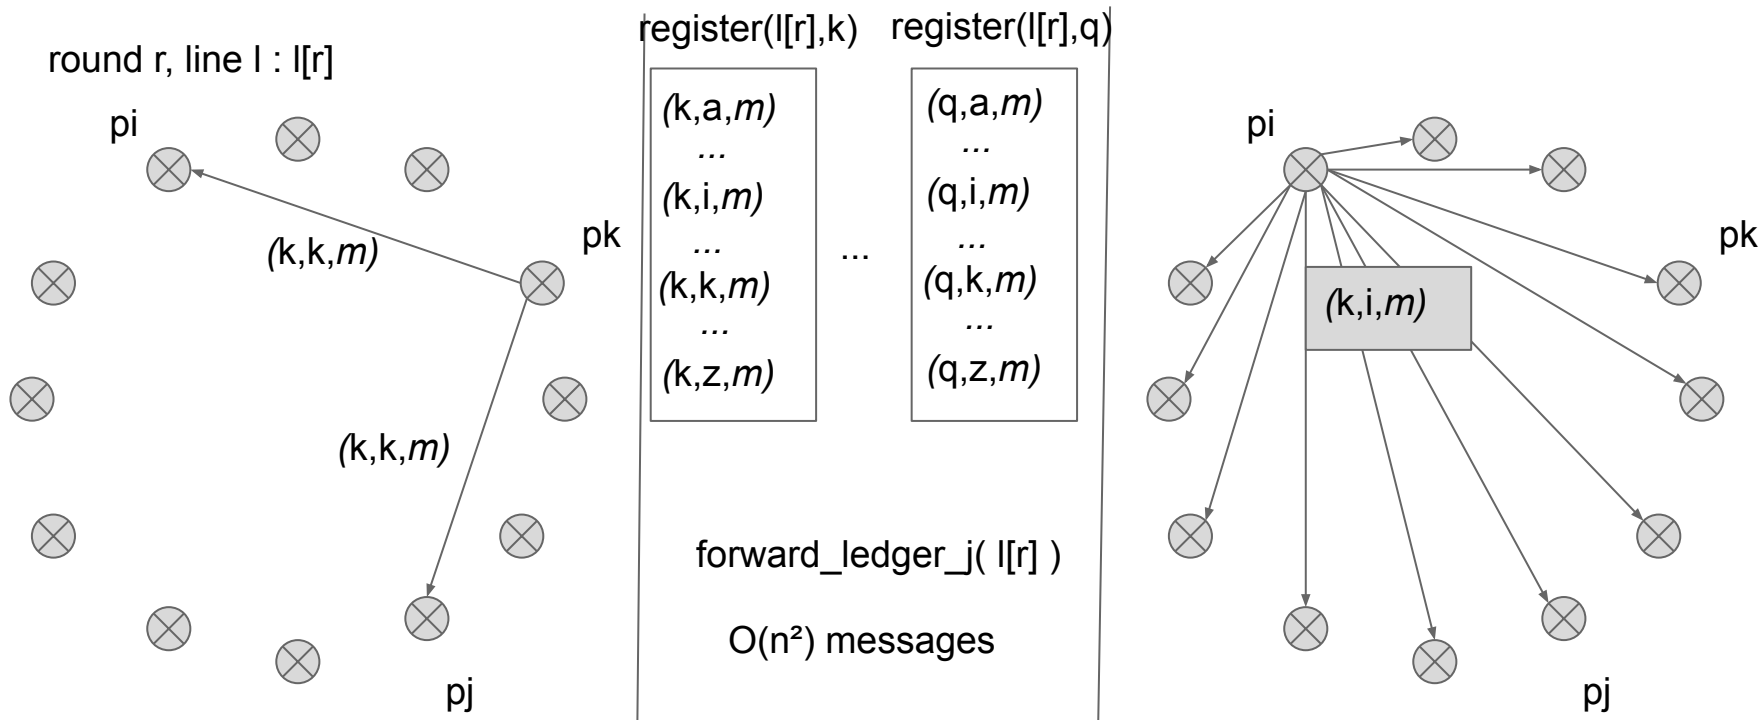 round r, line l : l[r]
pi
(k,k,m)
pk
(k,k,m)
pj
register(l[r],k)
(k,a,m)
...
(k,i,m)
...
(k,k,m)
...
(k,z,m)
...
register(l[r],q)
(q,a,m)
...
(q,i,m)
...
(q,k,m)
...
(q,z,m)
forward_ledger_j( l[r] )
O(n²) messages
pi
pk
(k,i,m)
pj